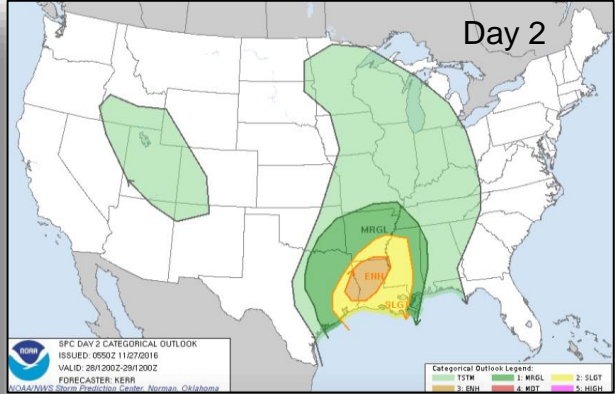 Day 2
MRGL
ENH
SLGT
NOAA
SPC DAY 2 CATEGORICAL OUTLOOK
ISSUED: 0550Z 11/27/2016
VALID: 28/1200Z-29/1200Z
FORECASTER: KERR
NOAA/NWS Storm Prediction Center, Norman, Oklahoma
Categorical Outlook Legend:
TSTM 1: MRGL 2: SLGT
3: ENH 4: MDT 5: HIGH